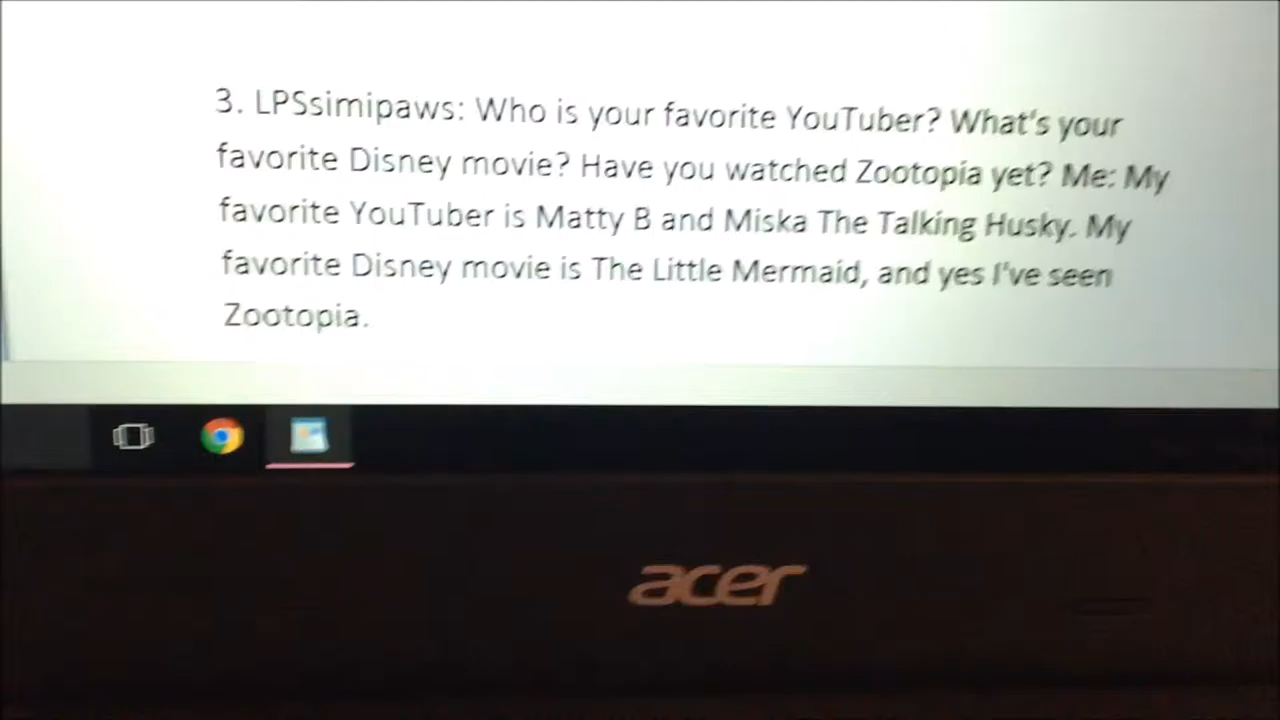 3. LPSsimipaws: Who is your favorite YouTuber? What's your
favorite Disney movie? Have you watched Zootopia yet? Me: My
favorite YouTuber is Matty B and Miska The Talking Husky. My
favorite Disney movie is The Little Mermaid, and yes I've seen
Zootopia.
acer